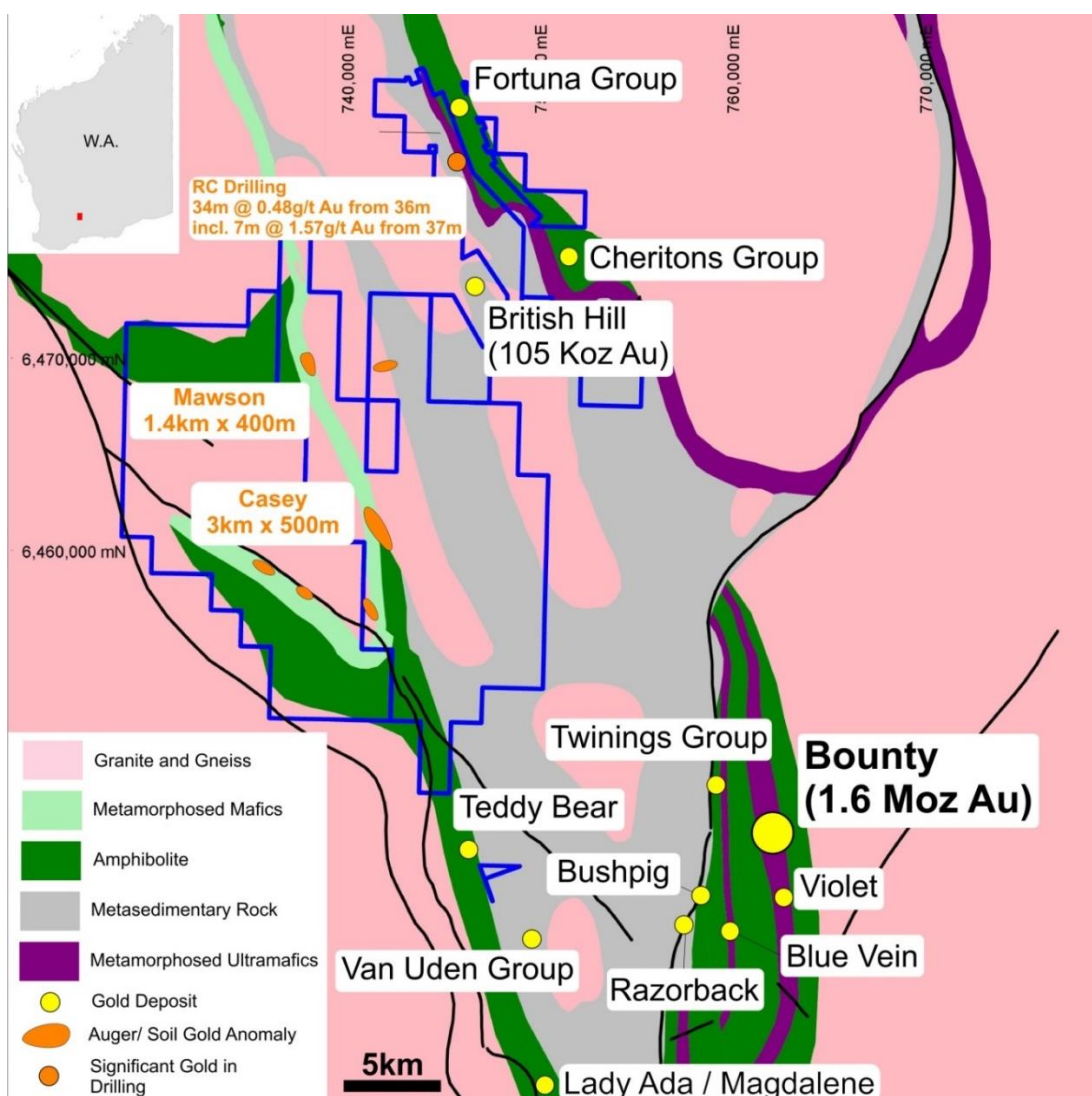 W.A.
740,000 mE
760,000 mE
770,000 mE
Fortuna Group
RC Drilling
34m @ 0.48g/t Au from 36m
incl. 7m @ 1.57g/t Au from 37m
Cheritons Group
British Hill
(105 Koz Au)
6,470,000 mN
Mawson
1.4km x 400m
Casey
3km x 500m
6,460,000 mN
Twinings Group
Bounty
(1.6 Moz Au)
Teddy Bear
Bushpig
Violet
Blue Vein
Van Uden Group
Razorback
Lady Ada / Magdalene
5km
Granite and Gneiss
Metamorphosed Mafics
Amphibolite
Metasedimentary Rock
Metamorphosed Ultramafics
Gold Deposit
Auger/ Soil Gold Anomaly
Significant Gold in
Drilling